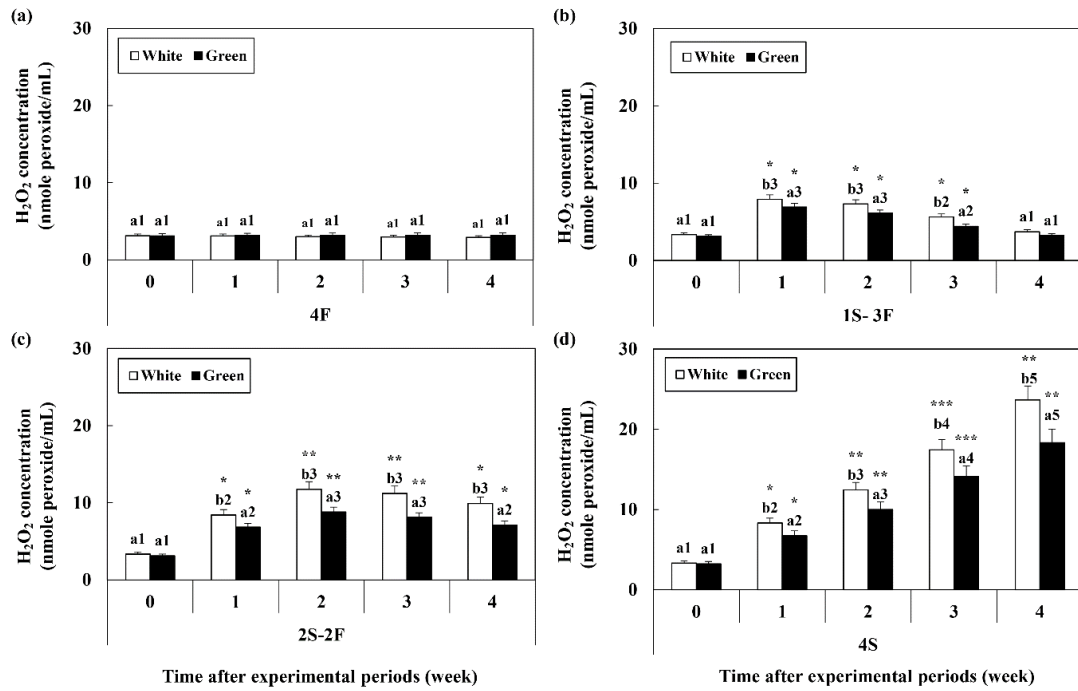 (a)
30
White Green
20
10
0
H₂O₂ concentration
(nmole peroxide/mL)
a1 a1 a1 a1 a1 a1 a1 a1 a1 a1
0 1 2 3 4
4F
(b)
30
White Green
20
10
0
H₂O₂ concentration
(nmole peroxide/mL)
* * * * * *
a1 a1 b3 a3 b3 a3 b2 a2 a1 a1
0 1 2 3 4
1S- 3F
(c)
30
White Green
20
10
0
H₂O₂ concentration
(nmole peroxide/mL)
* * ** ** ** ** * *
a1 a1 b2 a2 b3 a3 b3 a3 b3 a2
0 1 2 3 4
2S-2F
Time after experimental periods (week)
(d)
30
White Green
20
10
0
H₂O₂ concentration
(nmole peroxide/mL)
* * ** ** *** *** ** **
a1 a1 b2 a2 b3 a3 b4 a4 b5 a5
0 1 2 3 4
4S
Time after experimental periods (week)